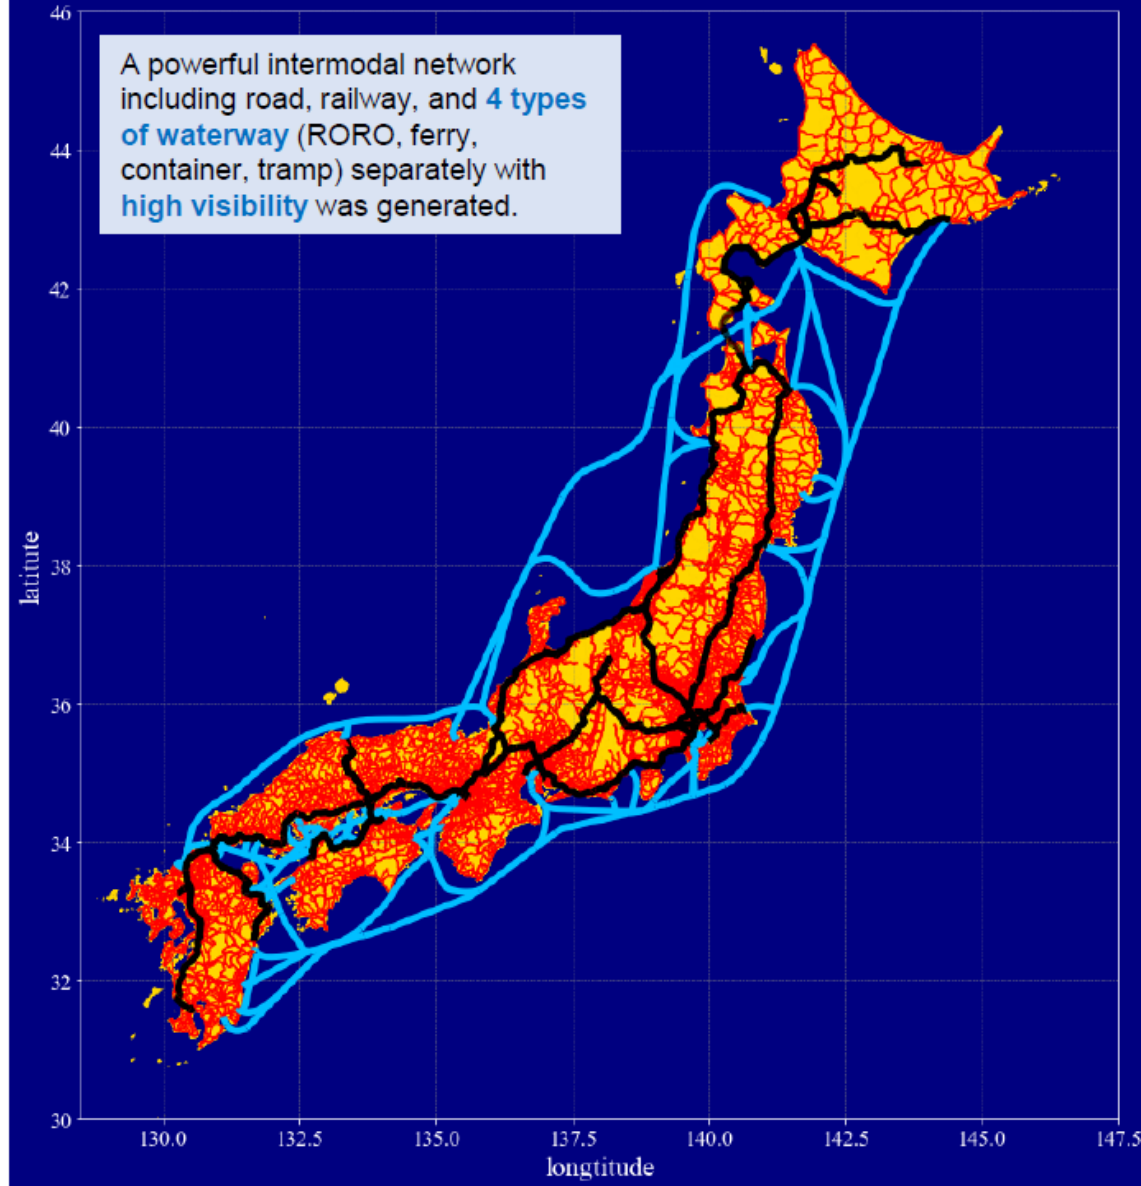 A powerful intermodal network
including road, railway, and 4 types
of waterway (RORO, ferry,
container, tramp) separately with
high visibility was generated.
46
44
42
40
38
36
34
32
30
latitute
130.0 132.5 135.0 137.5 140.0 142.5 145.0 147.5
longtitude